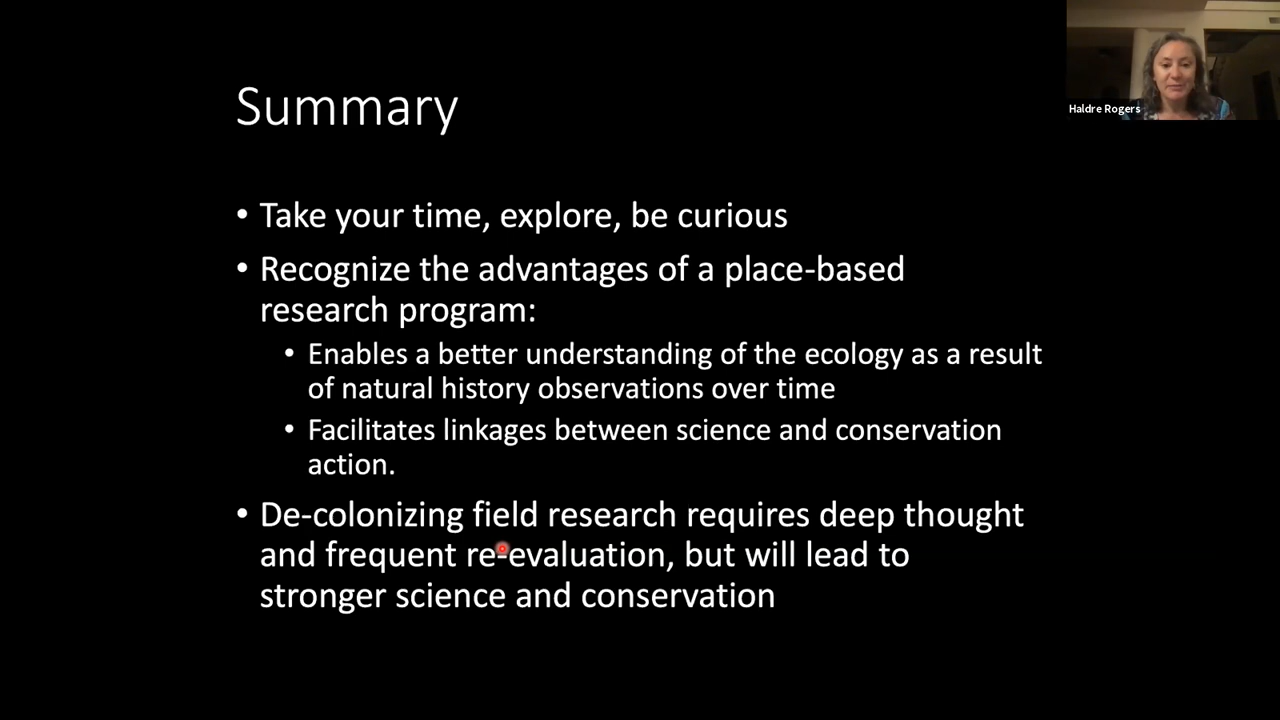 Haldre Rogers
Summary
• Take your time, explore, be curious
• Recognize the advantages of a place-based
research program:
• Enables a better understanding of the ecology as a result
of natural history observations over time
• Facilitates linkages between science and conservation
action.
• De-colonizing field research requires deep thought
and frequent re-evaluation, but will lead to
stronger science and conservation